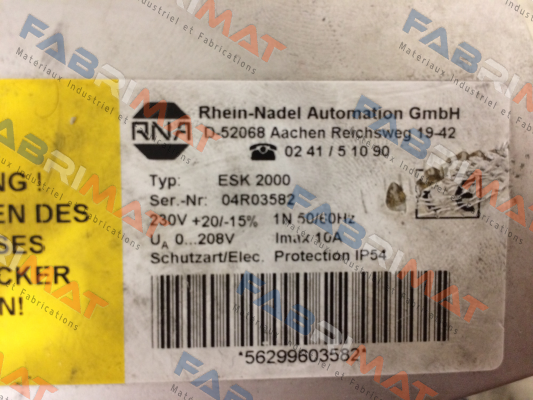 RNA
Rhein-Nadel Automation GmbH
D-52068 Aachen Reichsweg 19-42
☎ 02 41 / 5 10 90
Typ: ESK 2000
Ser.-Nr: 04R03582
230V +20/-15% 1N 50/60Hz
UA 0...208V Imax 10A
Schutzart/Elec. Protection IP54
*56299603582*
NG !
EN DES
SES
CKER
N!
FABRIMAT
Materiel Industriel et Fabrications